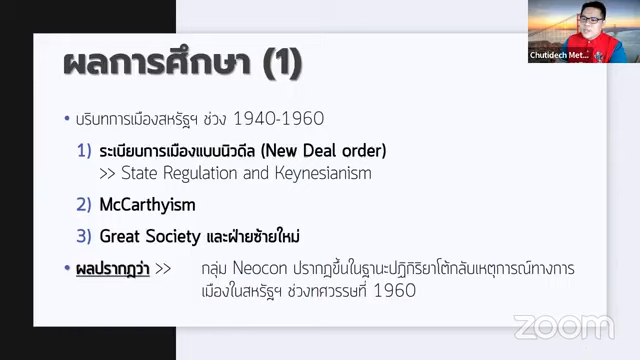 ผลการศึกษา (1)
• บริบทการเมืองสหรัฐฯ ช่วง 1940-1960
1) ระเบียบการเมืองแบบนิวดีล (New Deal order)
>> State Regulation and Keynesianism
2) McCarthyism
3) Great Society และฝ่ายซ้ายใหม่
• ผลปรากฏว่า >> กลุ่ม Neocon ปรากฏขึ้นในฐานะปฏิกิริยาโต้กลับเหตุการณ์ทางการ
เมืองในสหรัฐฯ ช่วงทศวรรษที่ 1960
Chutidech Met...
zoom